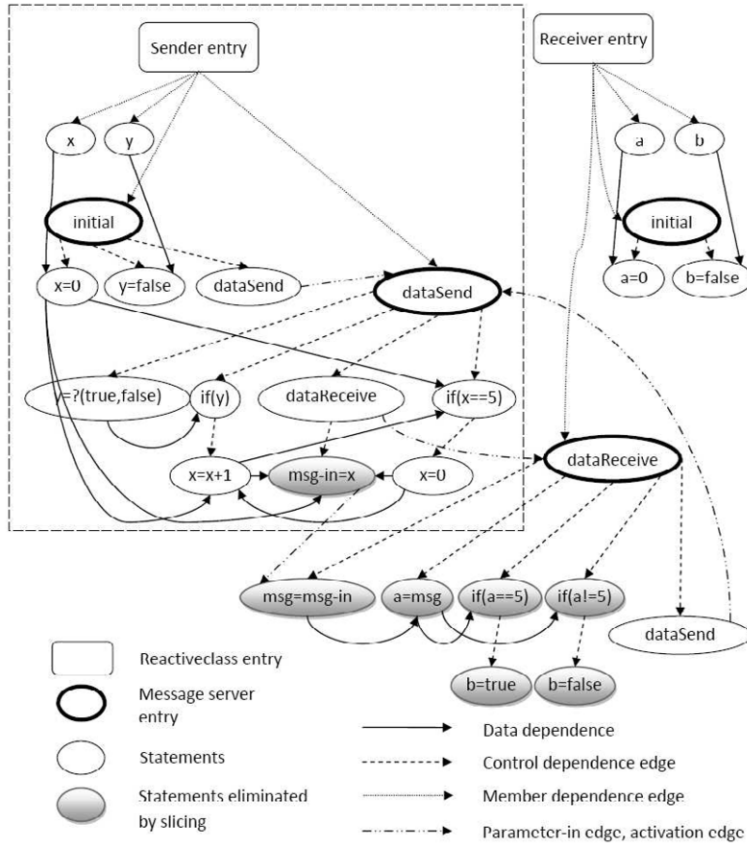 Sender entry
Receiver entry
x
y
a
b
initial
initial
x=0
y=false
dataSend
dataSend
a=0
b=false
y=?(true,false)
if(y)
dataReceive
if(x==5)
x=x+1
msg-in=x
x=0
dataReceive
msg=msg-in
a=msg
if(a==5)
if(a!=5)
dataSend
b=true
b=false
Reactiveclass entry
Message server
entry
Statements
Statements eliminated
by slicing
Data dependence
Control dependence edge
Member dependence edge
Parameter-in edge, activation edge